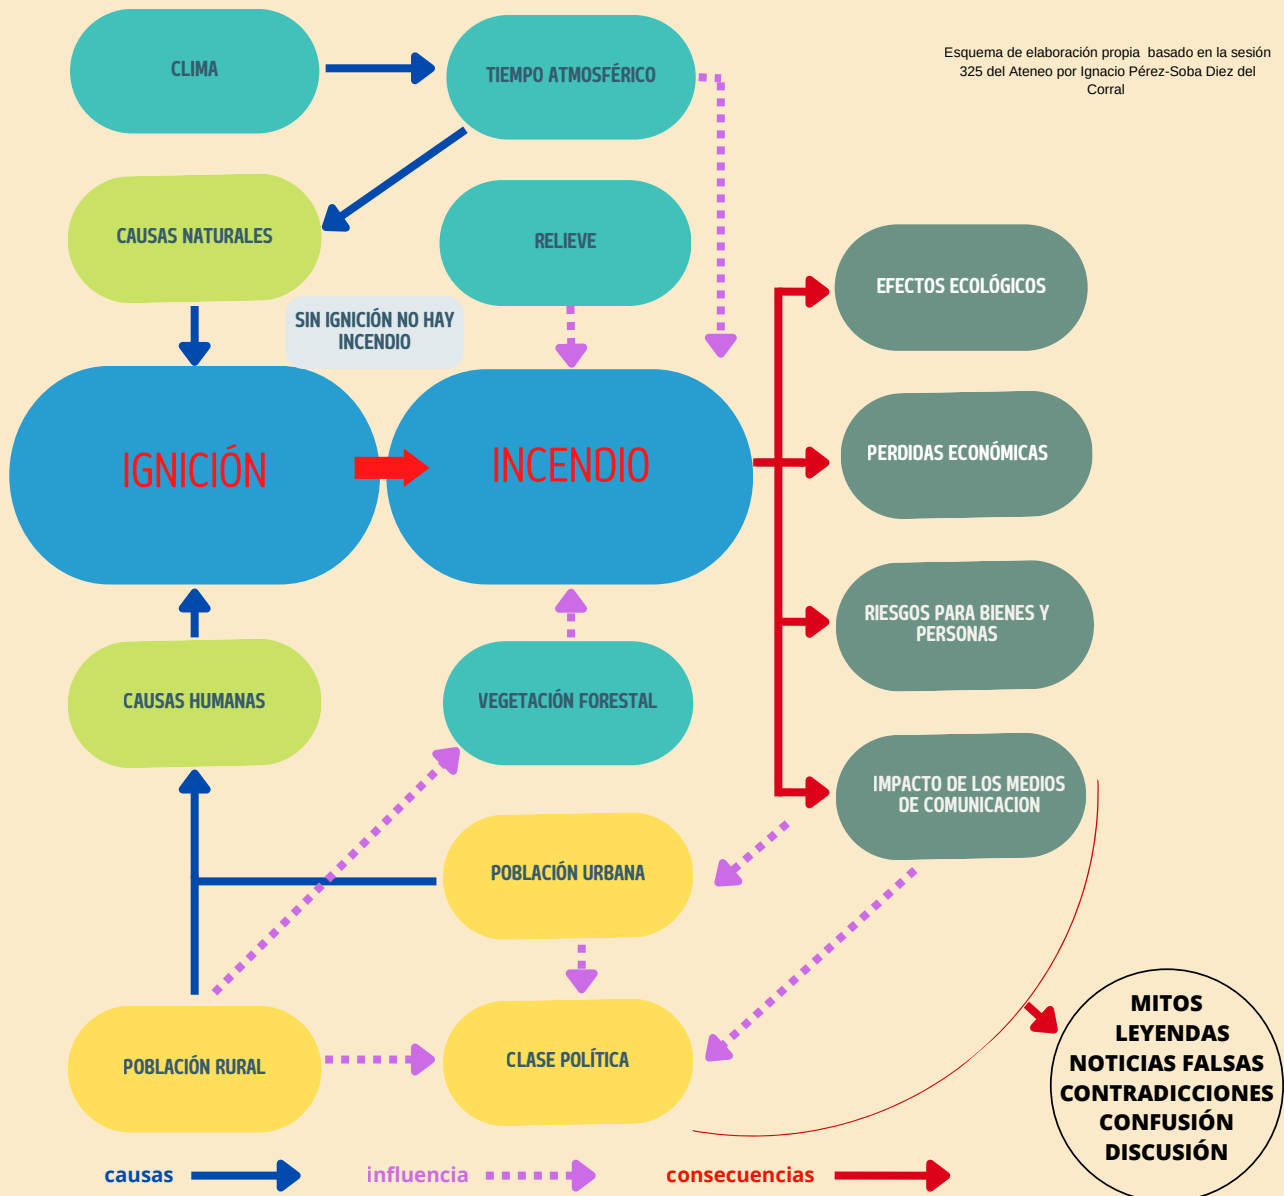 CLIMA
TIEMPO ATMOSFÉRICO
Esquema de elaboración propia basado en la sesión
325 del Ateneo por Ignacio Pérez-Soba Diez del
Corral
CAUSAS NATURALES
RELIEVE
EFECTOS ECOLÓGICOS
SIN IGNICIÓN NO HAY
INCENDIO
IGNICIÓN
INCENDIO
PERDIDAS ECONÓMICAS
RIESGOS PARA BIENES Y
PERSONAS
CAUSAS HUMANAS
VEGETACIÓN FORESTAL
IMPACTO DE LOS MEDIOS
DE COMUNICACION
POBLACIÓN URBANA
POBLACIÓN RURAL
CLASE POLÍTICA
MITOS
LEYENDAS
NOTICIAS FALSAS
CONTRADICCIONES
CONFUSIÓN
DISCUSIÓN
causas
influencia
consecuencias